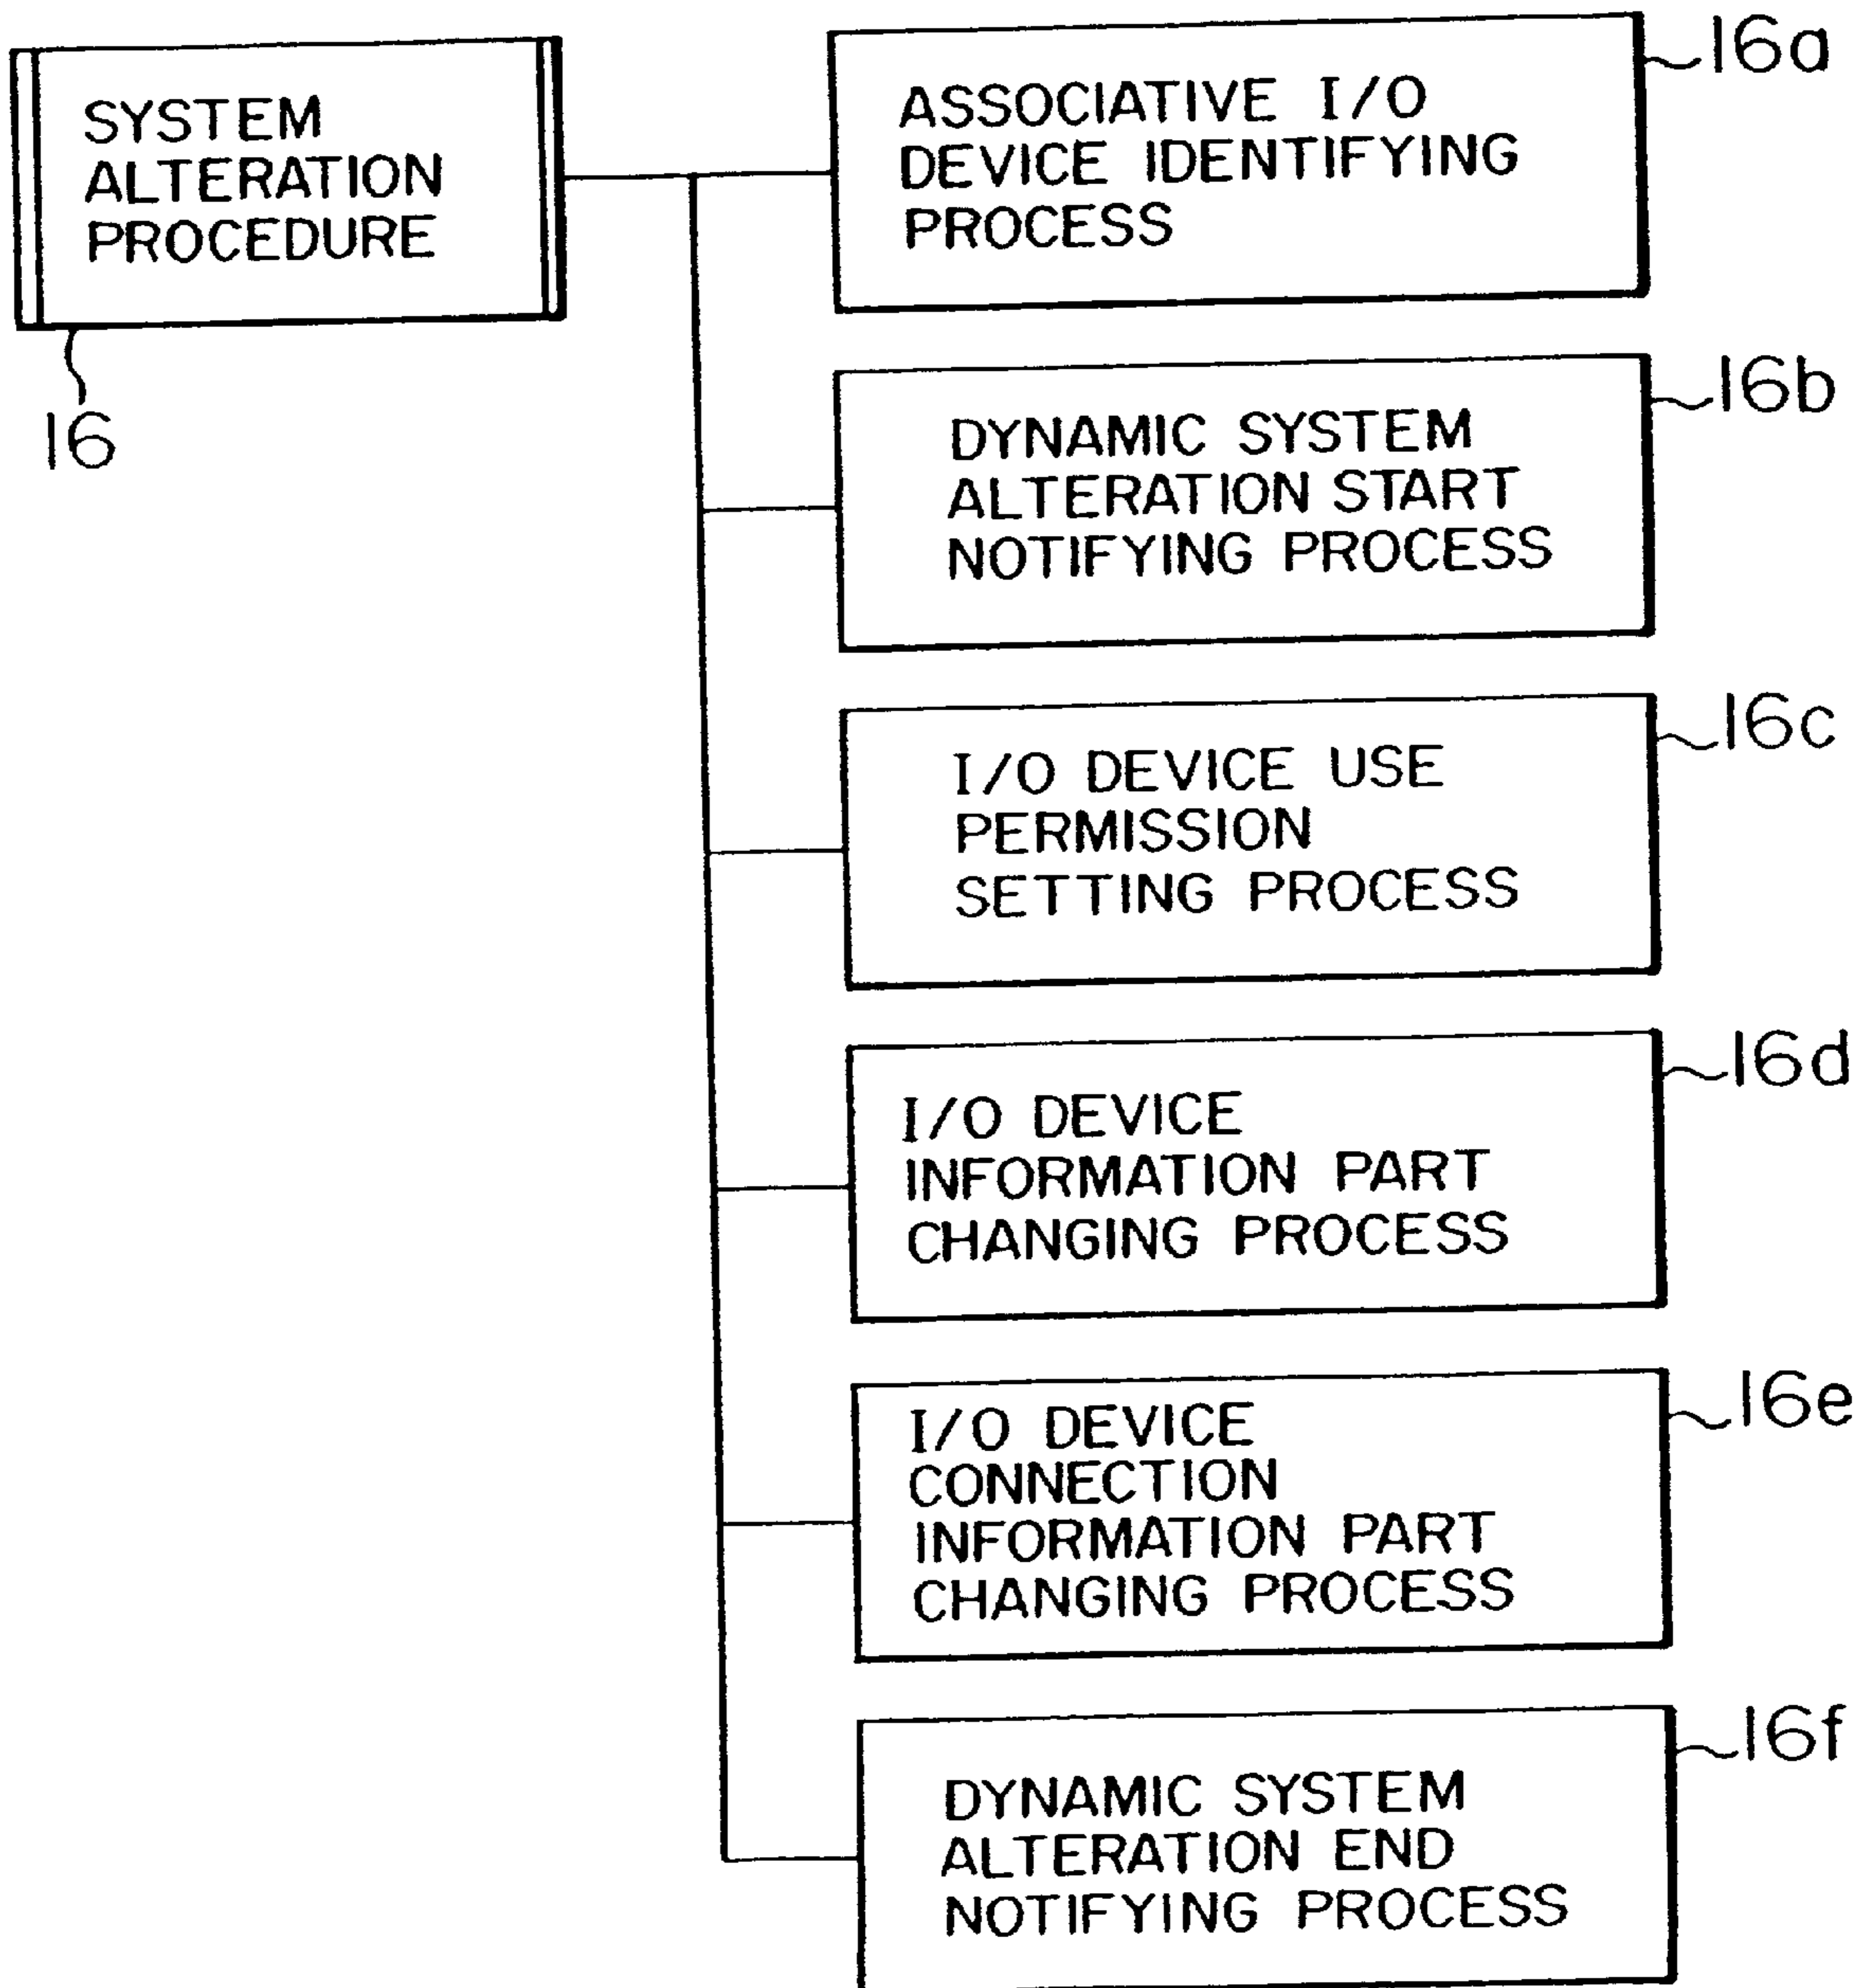 SYSTEM
ALTERATION
PROCEDURE
16
ASSOCIATIVE I/O
DEVICE IDENTIFYING
PROCESS
16a
DYNAMIC SYSTEM
ALTERATION START
NOTIFYING PROCESS
16b
I/O DEVICE USE
PERMISSION
SETTING PROCESS
16c
I/O DEVICE
INFORMATION PART
CHANGING PROCESS
16d
I/O DEVICE
CONNECTION
INFORMATION PART
CHANGING PROCESS
16e
DYNAMIC SYSTEM
ALTERATION END
NOTIFYING PROCESS
16f